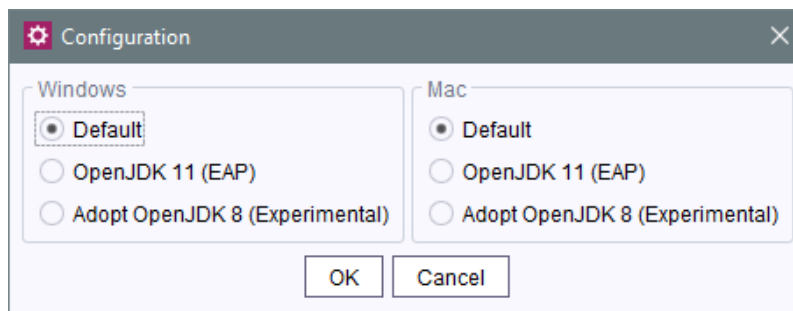 Configuration
Windows
Default
OpenJDK 11 (EAP)
Adopt OpenJDK 8 (Experimental)
Mac
Default
OpenJDK 11 (EAP)
Adopt OpenJDK 8 (Experimental)
OK
Cancel